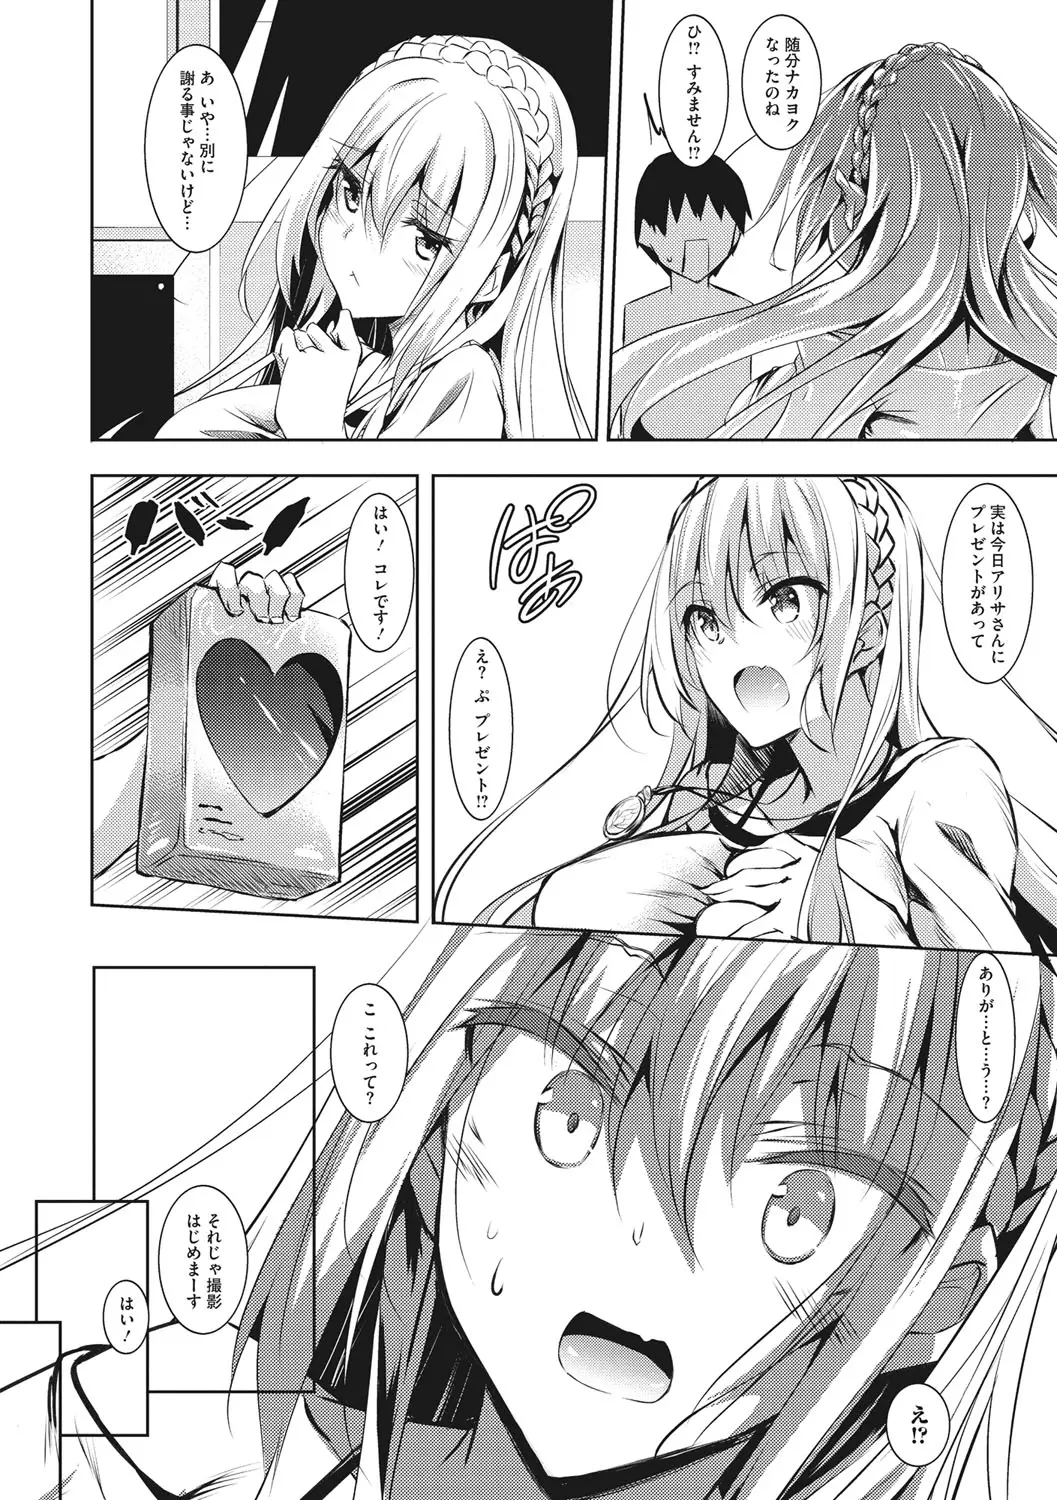 随分ナカヨク
なったのね
ひ!? すみません!?
あ いや…別に
謝る事じゃないけど…
実は今日アリサさんに
プレゼントがあって
ぱあっ
え? ぷ プレゼント!?
はい! コレです!
バーン
ありが…と…う…?
こ これって?
それじゃ撮影
はじめまーす
はい!
え!?